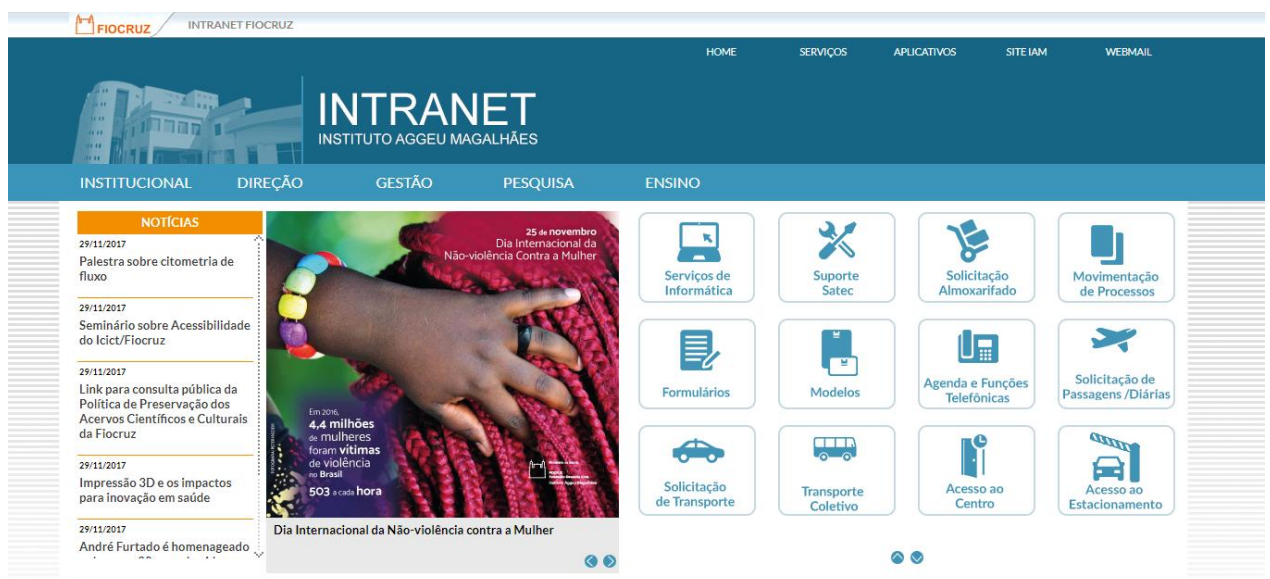 FIOCRUZ
INTRANET FIOCRUZ
HOME SERVIÇOS APLICATIVOS SITE IAM WEBMAIL
INTRANET
INSTITUTO AGGEU MAGALHÃES
INSTITUCIONAL DIREÇÃO GESTÃO PESQUISA ENSINO
NOTÍCIAS
29/11/2017
Palestra sobre citometria de
fluxo
29/11/2017
Seminário sobre Acessibilidade
do Icict/Fiocruz
29/11/2017
Link para consulta pública da
Política de Preservação dos
Acervos Científicos e Culturais
da Fiocruz
29/11/2017
Impressão 3D e os impactos
para inovação em saúde
29/11/2017
André Furtado é homenageado
25 de novembro
Dia Internacional da
Não-violência Contra a Mulher
Em 2016,
4,4 milhões
de mulheres
foram vítimas
de violência
no Brasil
503 a cada hora
Dia Internacional da Não-violência contra a Mulher
Serviços de
Informática
Suporte
Satec
Solicitação
Almoxarifado
Movimentação
de Processos
Formulários
Modelos
Agenda e Funções
Telefônicas
Solicitação de
Passagens /Diárias
Solicitação
de Transporte
Transporte
Coletivo
Acesso ao
Centro
Acesso ao
Estacionamento